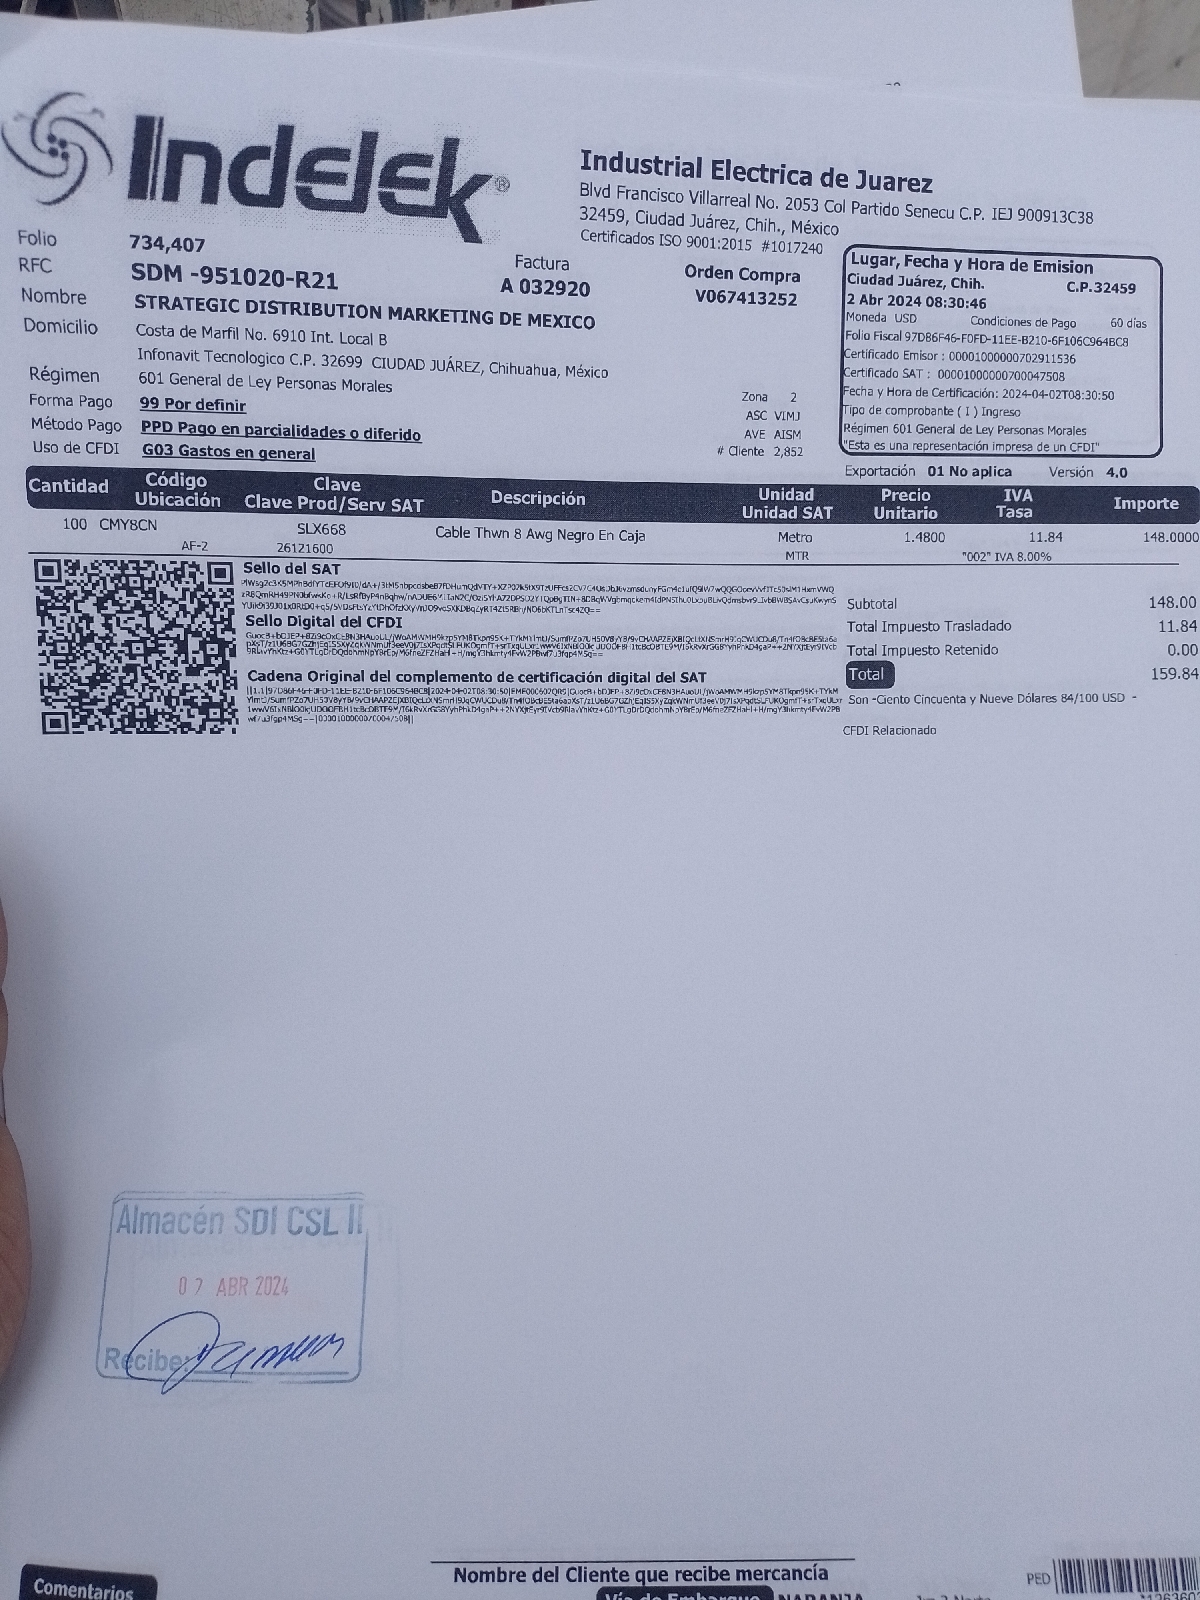 Indelek®
Industrial Electrica de Juarez
Blvd Francisco Villarreal No. 2053 Col Partido Senecu C.P. IEJ 900913C38
32459, Ciudad Juárez, Chih., México
Certificados ISO 9001:2015 #1017240
Folio 734,407
RFC SDM -951020-R21
Factura
A 032920
Orden Compra
V067413252
Nombre STRATEGIC DISTRIBUTION MARKETING DE MEXICO
Domicilio Costa de Marfil No. 6910 Int. Local B
Infonavit Tecnologico C.P. 32699 CIUDAD JUÁREZ, Chihuahua, México
Régimen 601 General de Ley Personas Morales
Forma Pago 99 Por definir
Método Pago PPD Pago en parcialidades o diferido
Uso de CFDI G03 Gastos en general
Zona 2
ASC VIMJ
AVE AISM
# Cliente 2,852
Lugar, Fecha y Hora de Emision
Ciudad Juárez, Chih. C.P.32459
2 Abr 2024 08:30:46
Moneda USD Condiciones de Pago 60 días
Folio Fiscal 97D86F46-F0FD-11EE-B210-6F106C964BC8
Certificado Emisor : 00001000000702911536
Certificado SAT : 00001000000700047508
Fecha y Hora de Certificación: 2024-04-02T08:30:50
Tipo de comprobante ( I ) Ingreso
Régimen 601 General de Ley Personas Morales
"Esta es una representación impresa de un CFDI"
Exportación 01 No aplica Versión 4.0
Cantidad Código Ubicación Clave Clave Prod/Serv SAT Descripción Unidad Unidad SAT Precio Unitario IVA Tasa Importe
100 CMY8CN SLX668 Cable Thwn 8 Awg Negro En Caja Metro 1.4800 11.84 148.0000
AF-2 26121600 MTR "002" IVA 8.00%
Sello del SAT
Sello Digital del CFDI
Cadena Original del complemento de certificación digital del SAT
Subtotal 148.00
Total Impuesto Trasladado 11.84
Total Impuesto Retenido 0.00
Total 159.84
Son -Ciento Cincuenta y Nueve Dólares 84/100 USD -
CFDI Relacionado
Almacén SDI CSL II
07 ABR 2024
Recibe:
Nombre del Cliente que recibe mercancía
Comentarios
Vía de Embarque NARANJA
PED